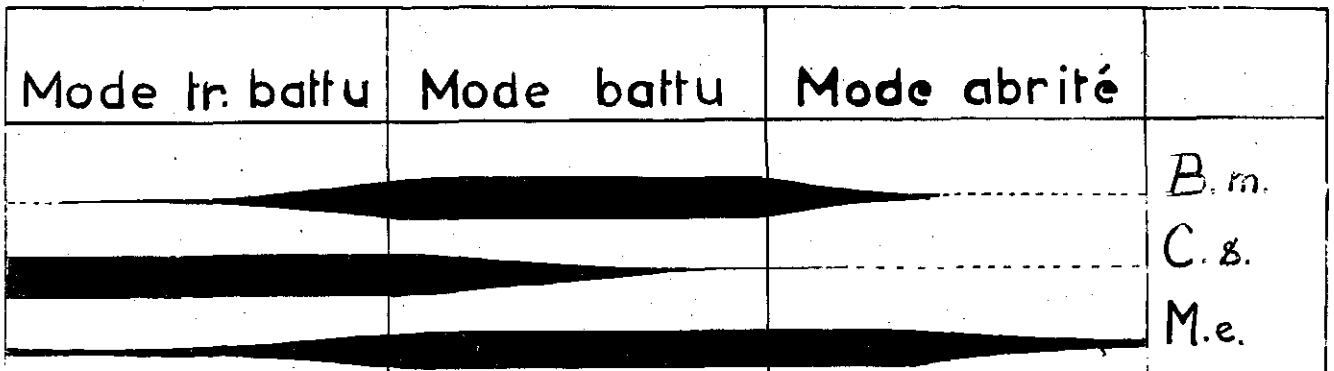 Mode tr. battu Mode battu Mode abrité
B.m.
C.g.
M.e.